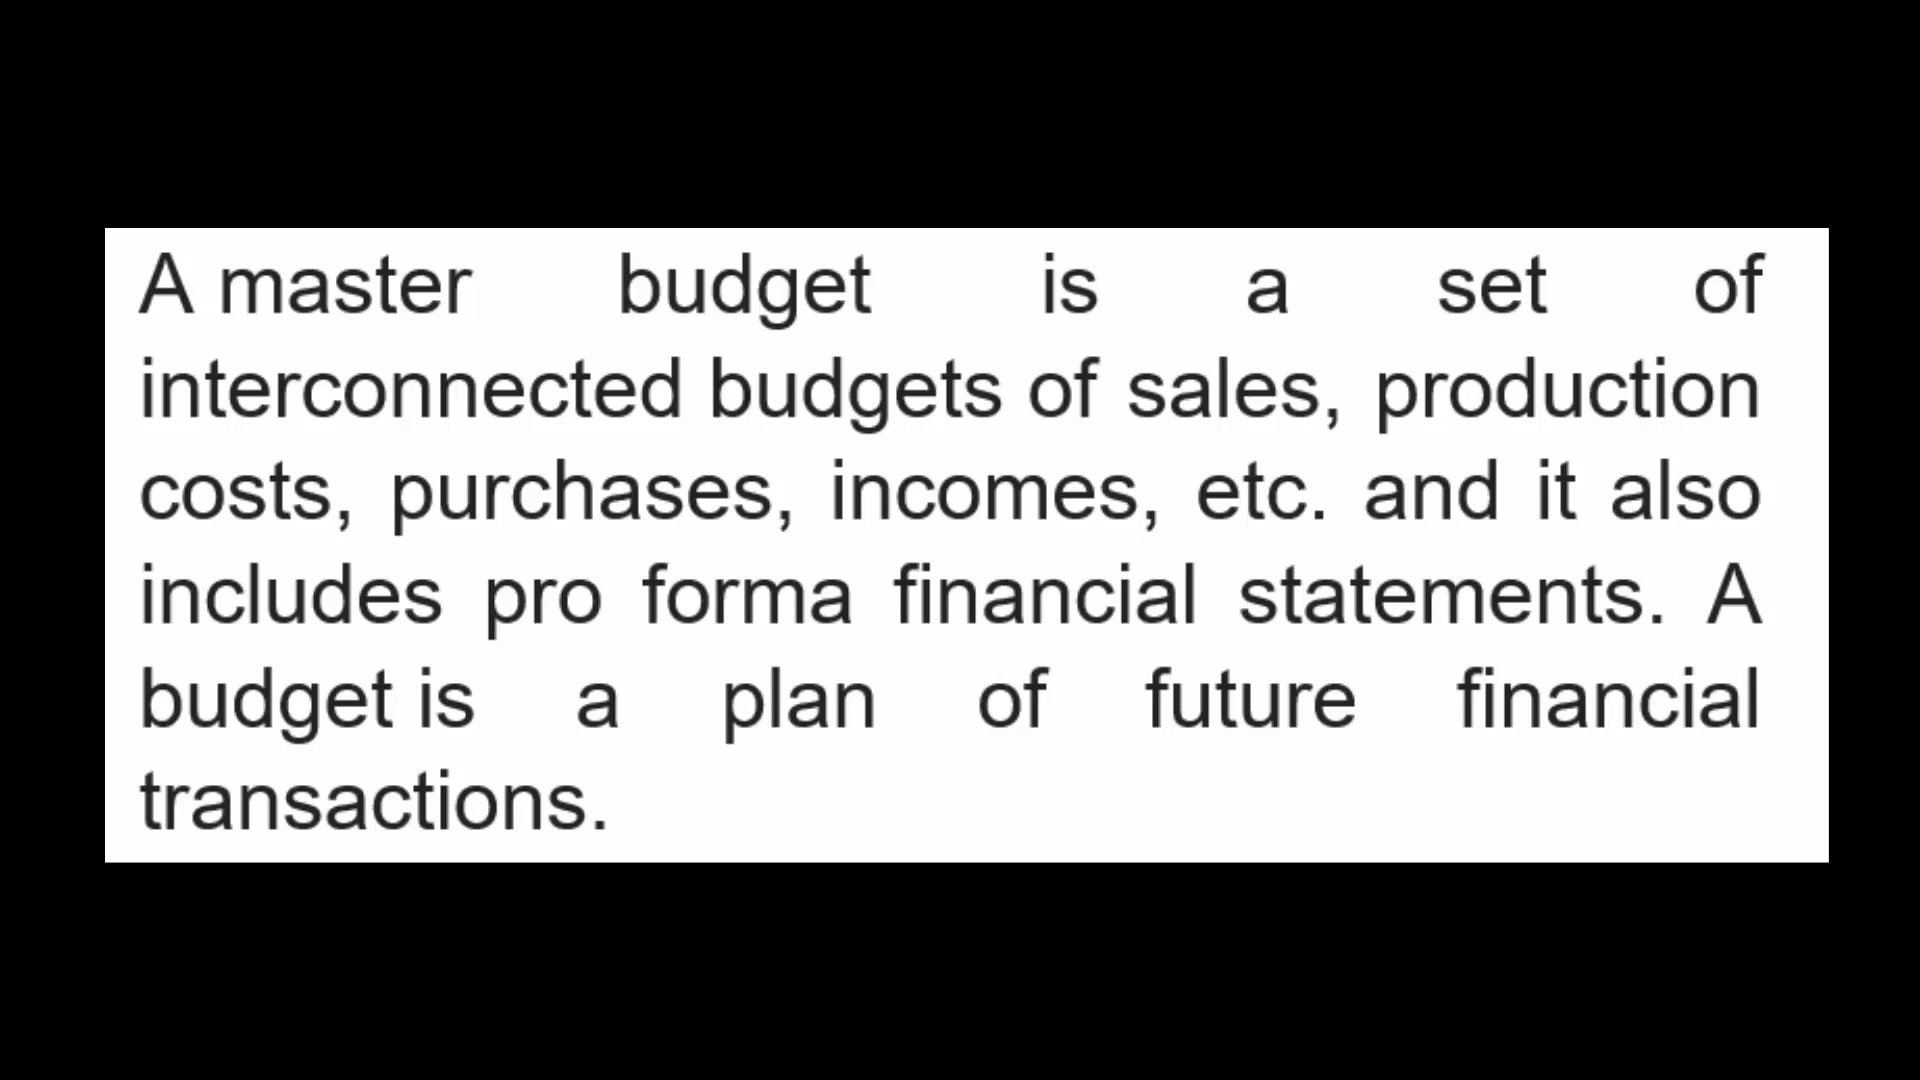 A master budget is a set of
interconnected budgets of sales, production
costs, purchases, incomes, etc. and it also
includes pro forma financial statements. A
budget is a plan of future financial
transactions.